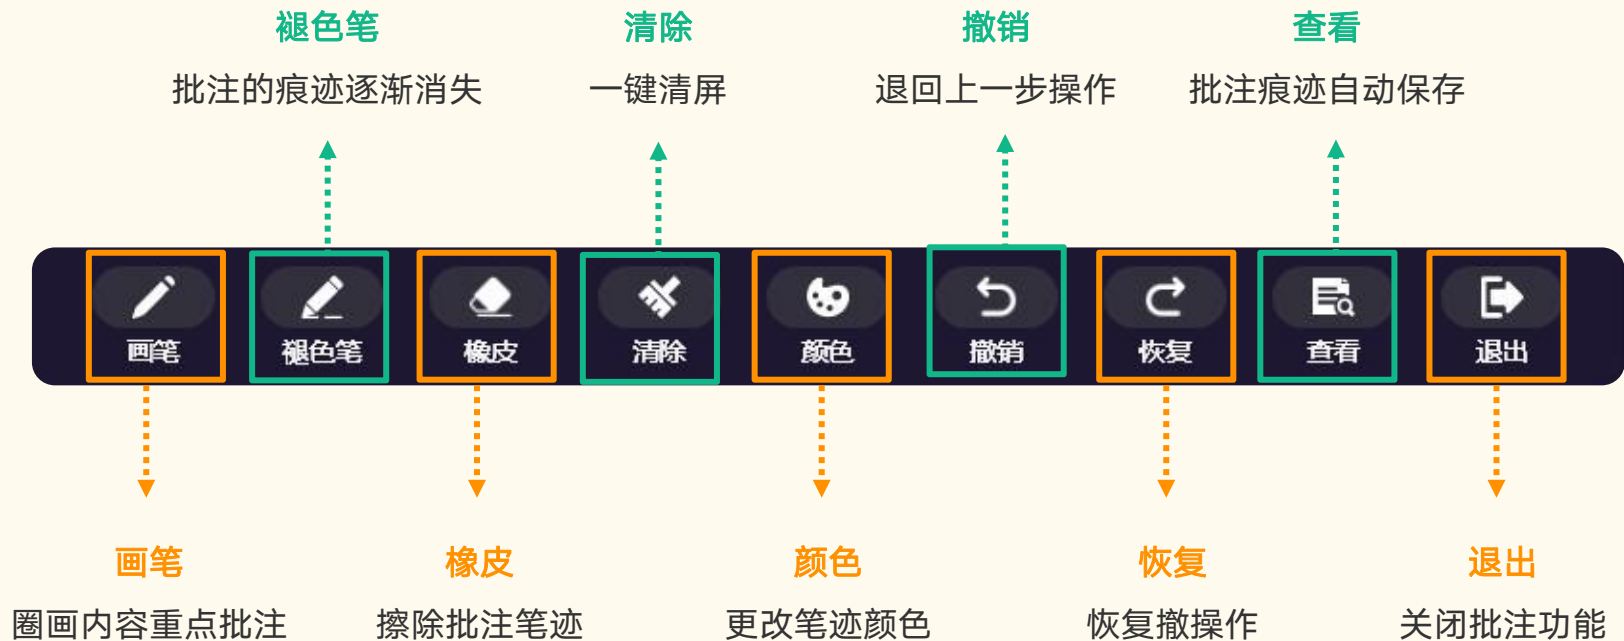 褪色笔
清除
撤销
查看
批注的痕迹逐渐消失
一键清屏
退回上一步操作
批注痕迹自动保存
画笔
褪色笔
橡皮
清除
颜色
撤销
恢复
查看
退出
画笔
橡皮
颜色
恢复
退出
圈画内容重点批注
擦除批注笔迹
更改笔迹颜色
恢复撤操作
关闭批注功能